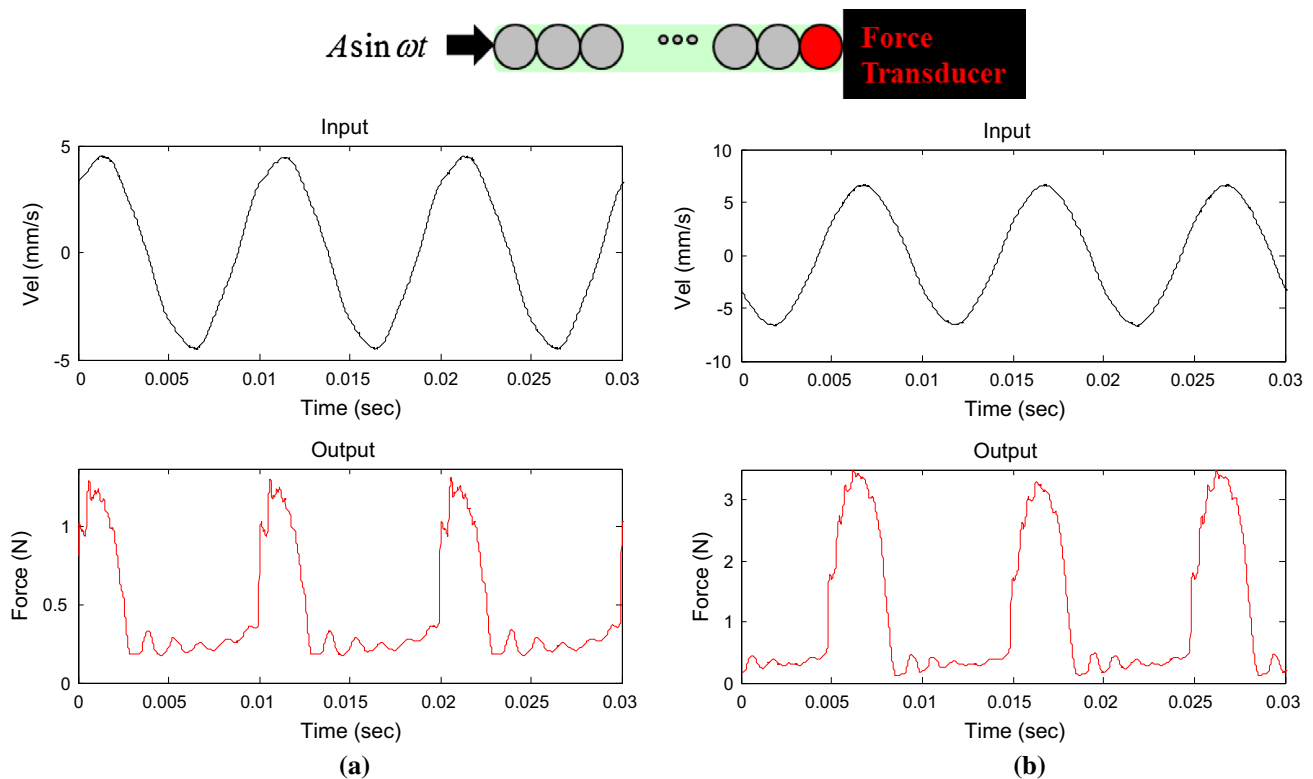 A sin ωt
Force
Transducer
Input
5
0
-5
Vel (mm/s)
0 0.005 0.01 0.015 0.02 0.025 0.03
Time (sec)
Input
10
5
0
-5
-10
Vel (mm/s)
0 0.005 0.01 0.015 0.02 0.025 0.03
Time (sec)
Output
1
0.5
0
Force (N)
0 0.005 0.01 0.015 0.02 0.025 0.03
Time (sec)
(a)
Output
3
2
1
0
Force (N)
0 0.005 0.01 0.015 0.02 0.025 0.03
Time (sec)
(b)